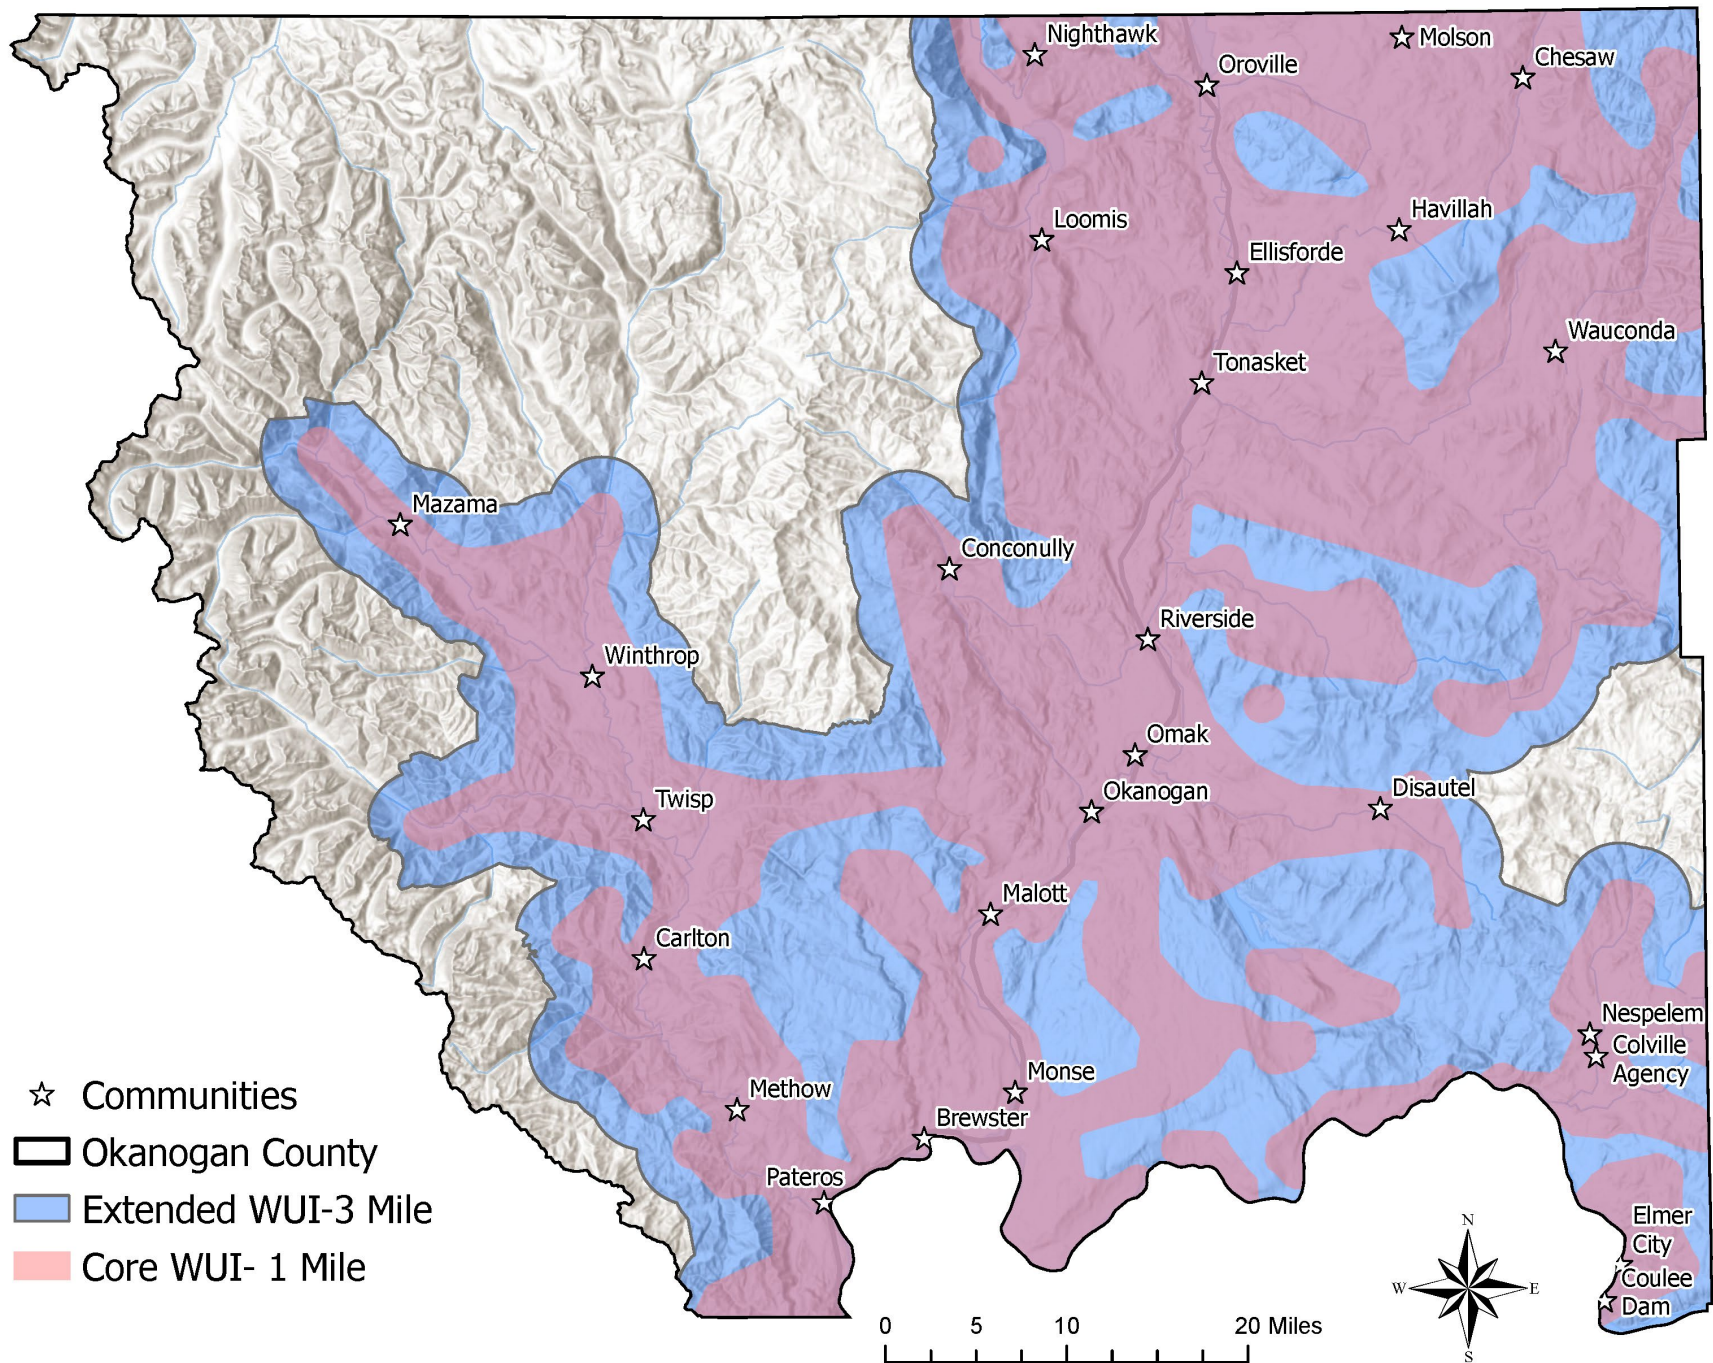 Nighthawk
Molson
Chesaw
Oroville
Havillah
Loomis
Ellisforde
Wauconda
Tonasket
Mazama
Conconully
Riverside
Winthrop
Omak
Disautel
Okanogan
Twisp
Malott
Carlton
Nespelem
Colville
Agency
Monse
Methow
Brewster
Pateros
Elmer
City
Coulee
Dam
Communities
Okanogan County
Extended WUI-3 Mile
Core WUI- 1 Mile
N
W
E
S
0 5 10 20 Miles